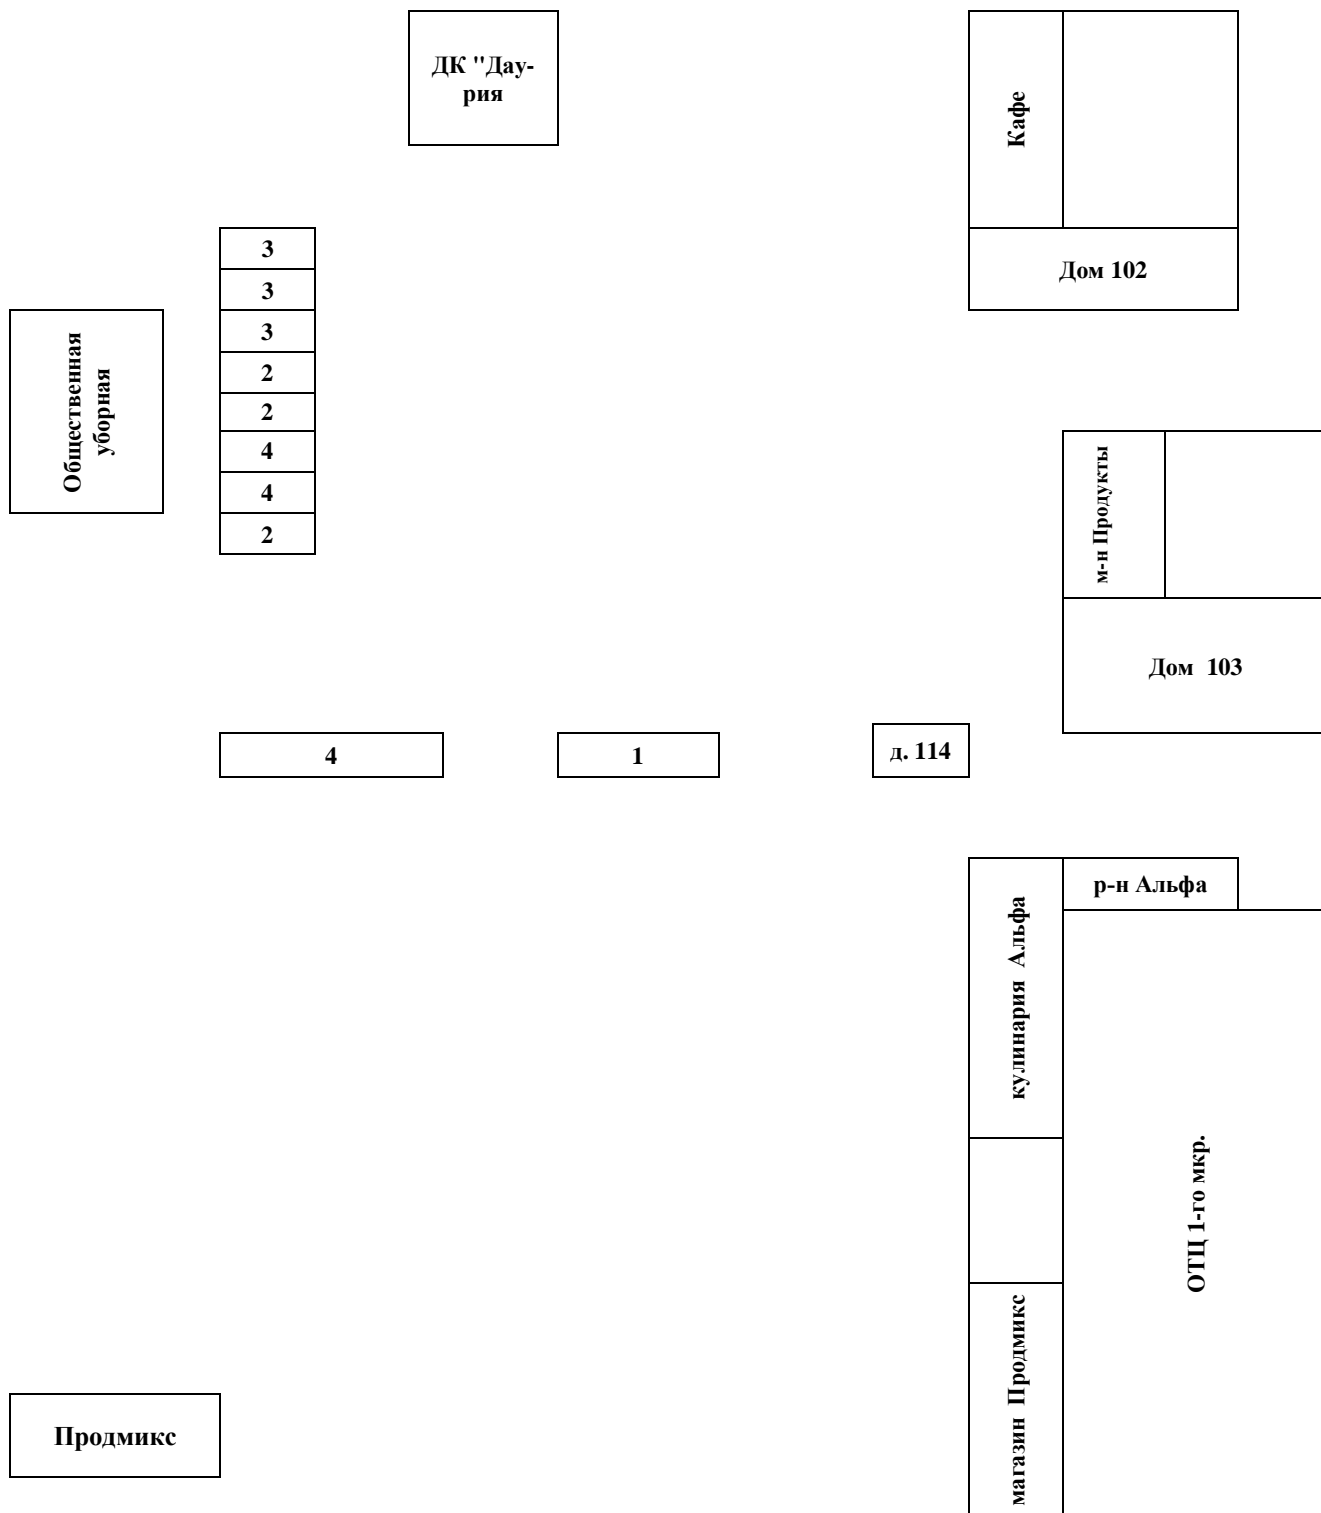 ДК "Дау-
рия
Кафе
3
Дом 102
3
3
Общественная
уборная
2
2
4
м-н Продукты
4
2
Дом 103
4
1
д. 114
р-н Альфа
кулинария Альфа
ОТЦ 1-го мкр.
магазин Продмикс
Продмикс